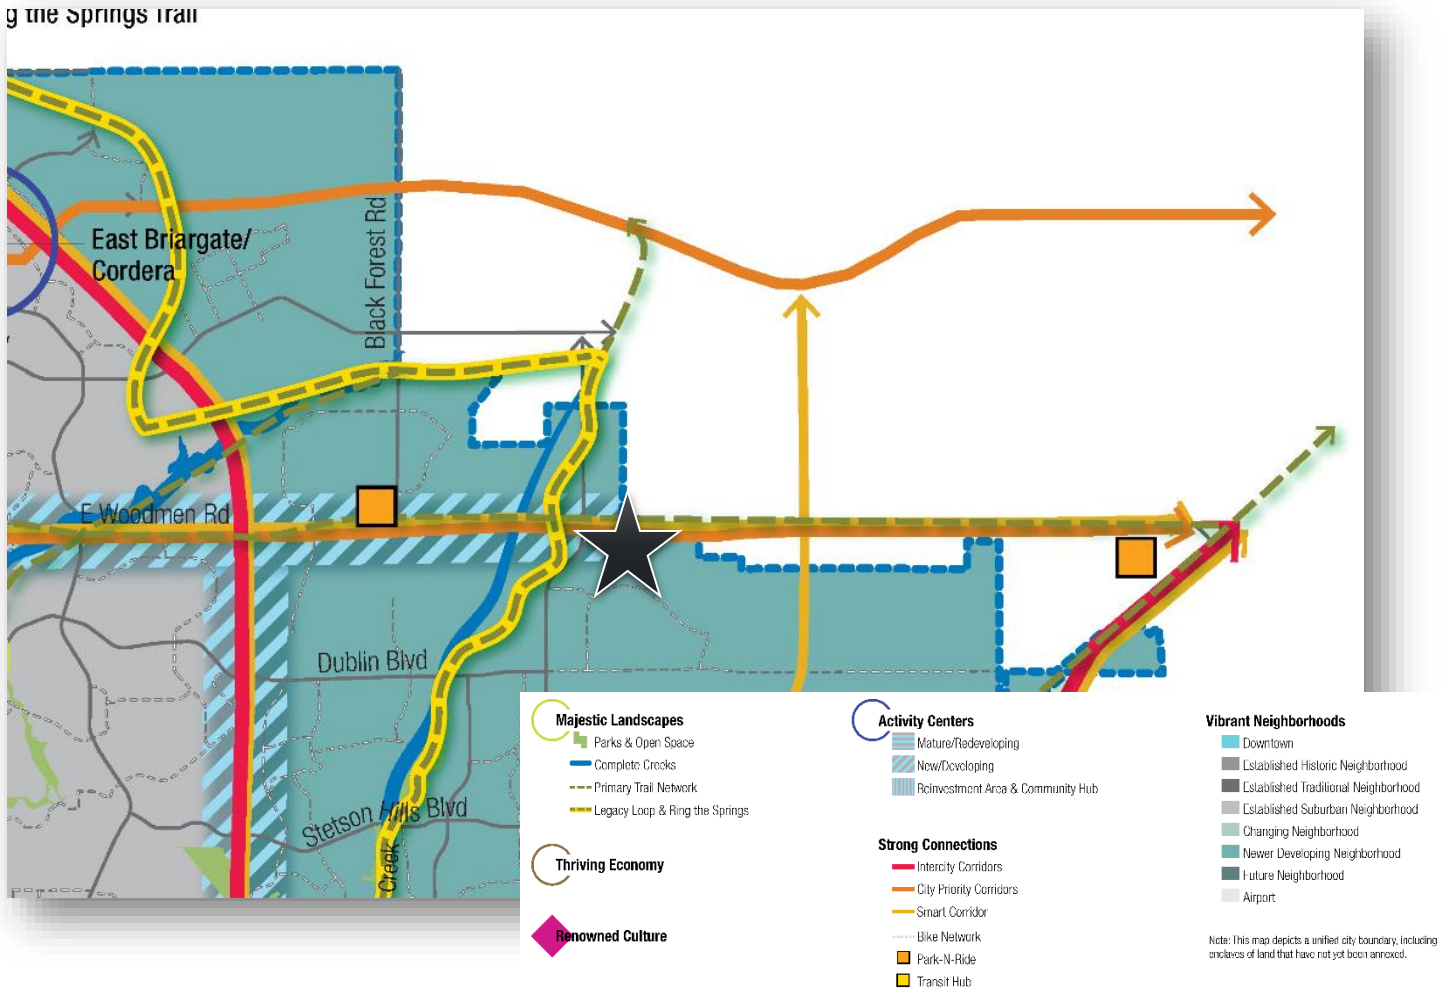 g the Springs Trail
East Briargate/
Cordera
Black Forest Rd
E Woodmen Rd
Dublin Blvd
Stetson Hills Blvd
Creek
Majestic Landscapes
Parks & Open Space
Complete Creeks
Primary Trail Network
Legacy Loop & Ring the Springs
Thriving Economy
Renowned Culture
Activity Centers
Mature/Redeveloping
New/Developing
Reinvestment Area & Community Hub
Strong Connections
Intercity Corridors
City Priority Corridors
Smart Corridor
Bike Network
Park-N-Ride
Transit Hub
Vibrant Neighborhoods
Downtown
Established Historic Neighborhood
Established Traditional Neighborhood
Established Suburban Neighborhood
Changing Neighborhood
Newer Developing Neighborhood
Future Neighborhood
Airport
Note: This map depicts a unified city boundary, including
enclaves of land that have not yet been annexed.